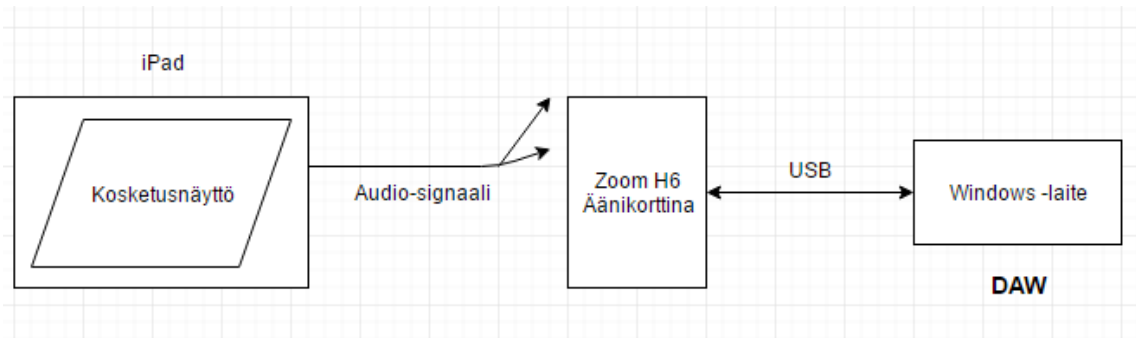 iPad
Kosketusnäyttö
Audio-signaali
Zoom H6
Äänikorttina
USB
Windows -laite
DAW